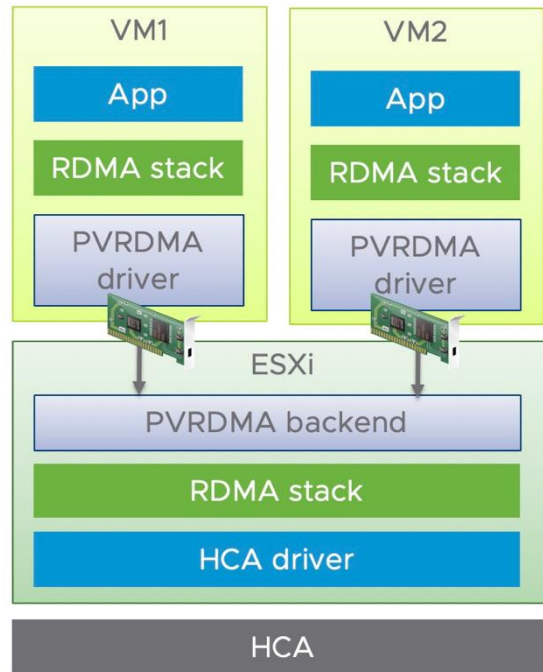 VM1
App
RDMA stack
PVRDMA
driver
VM2
App
RDMA stack
PVRDMA
driver
ESXi
PVRDMA backend
RDMA stack
HCA driver
HCA